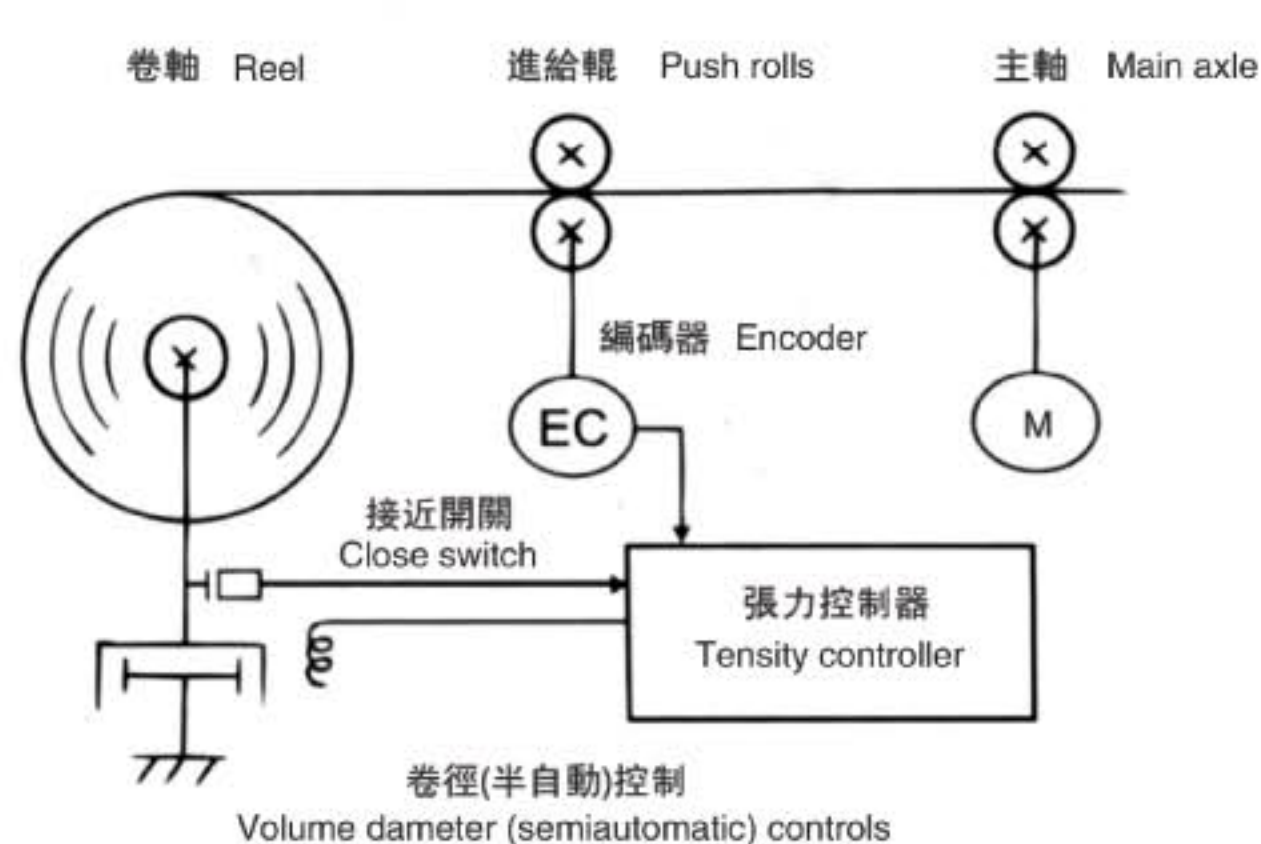 卷軸 Reel
進給輥 Push rolls
主軸 Main axle
編碼器 Encoder
EC
M
接近開關
Close switch
張力控制器
Tensity controller
卷徑(半自動)控制
Volume dameter (semiautomatic) controls